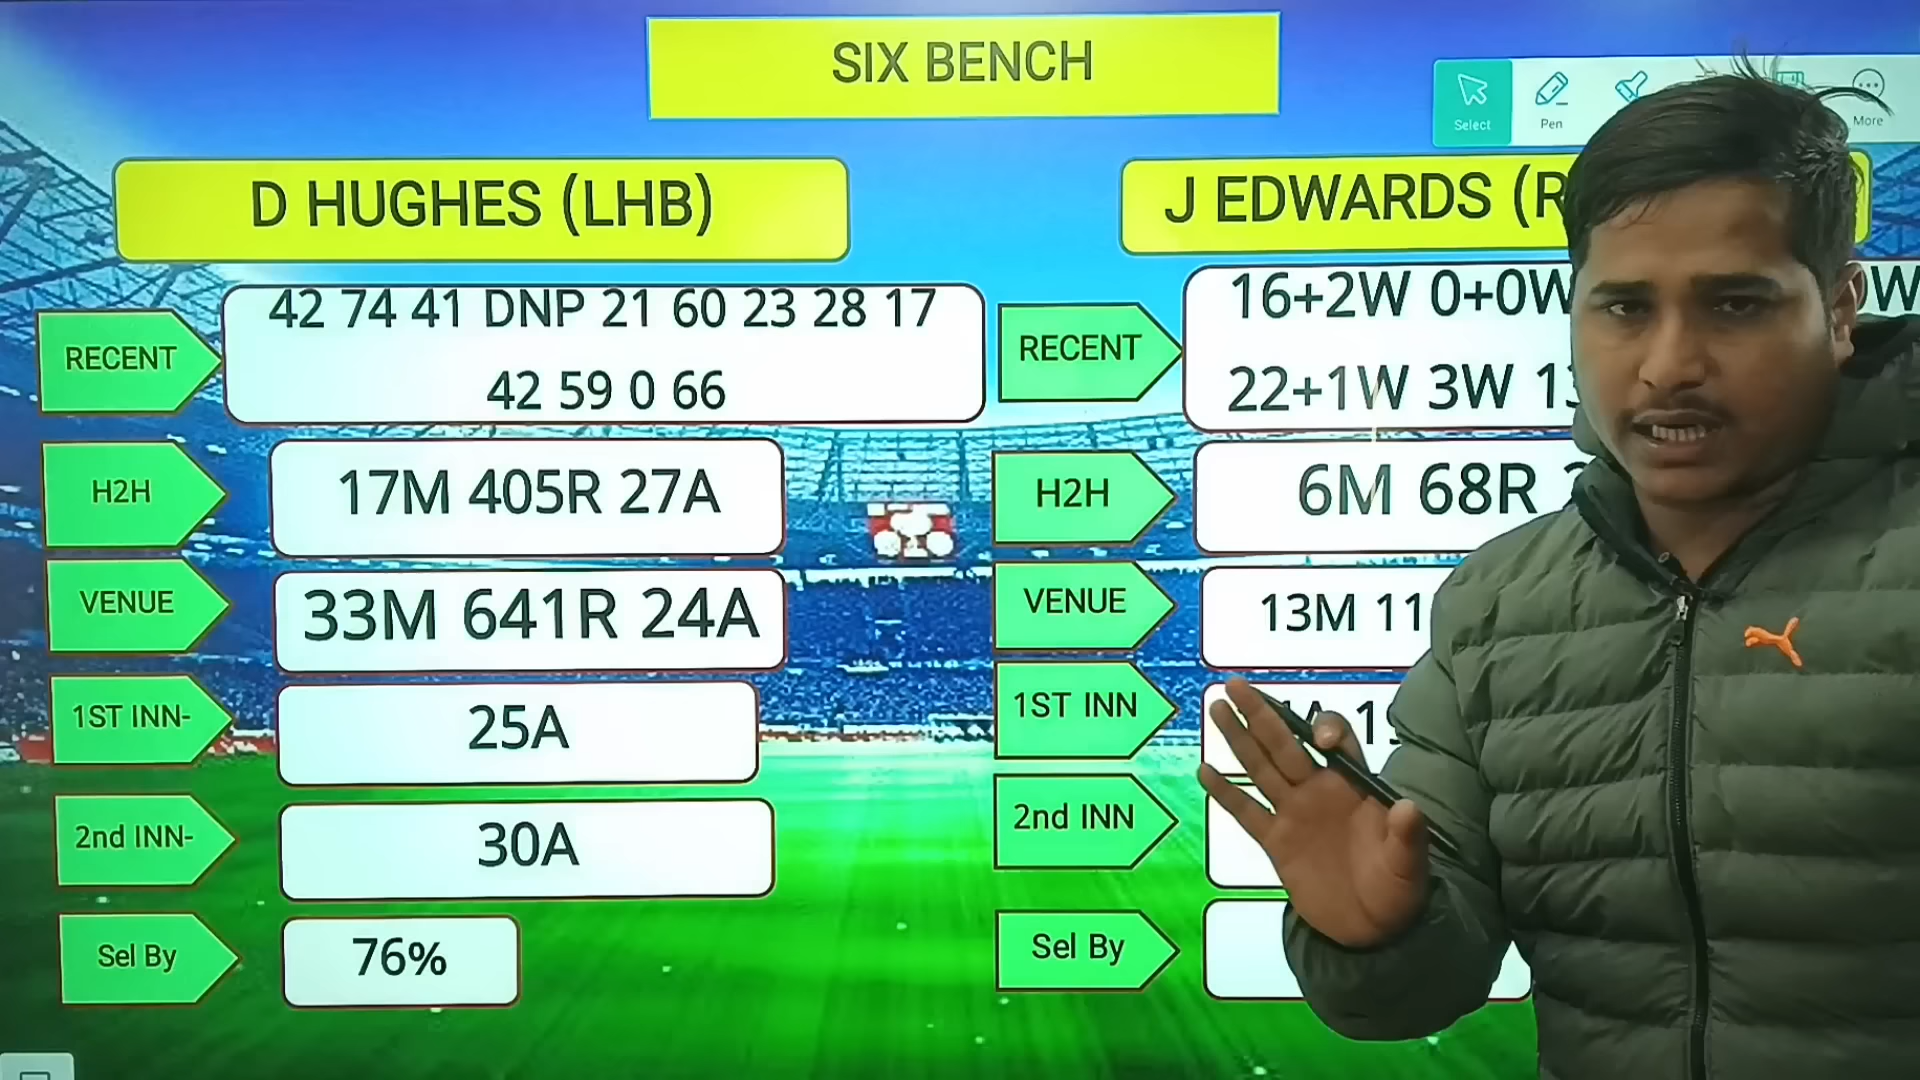 SIX BENCH
Select
Pen
More
D HUGHES (LHB)
J EDWARDS (R
RECENT
42 74 41 DNP 21 60 23 28 17
42 59 0 66
RECENT
16+2W 0+0W
22+1W 3W
H2H
17M 405R 27A
H2H
6M 68R
VENUE
33M 641R 24A
VENUE
13M 11
1ST INN-
25A
1ST INN
2nd INN-
30A
2nd INN
Sel By
76%
Sel By